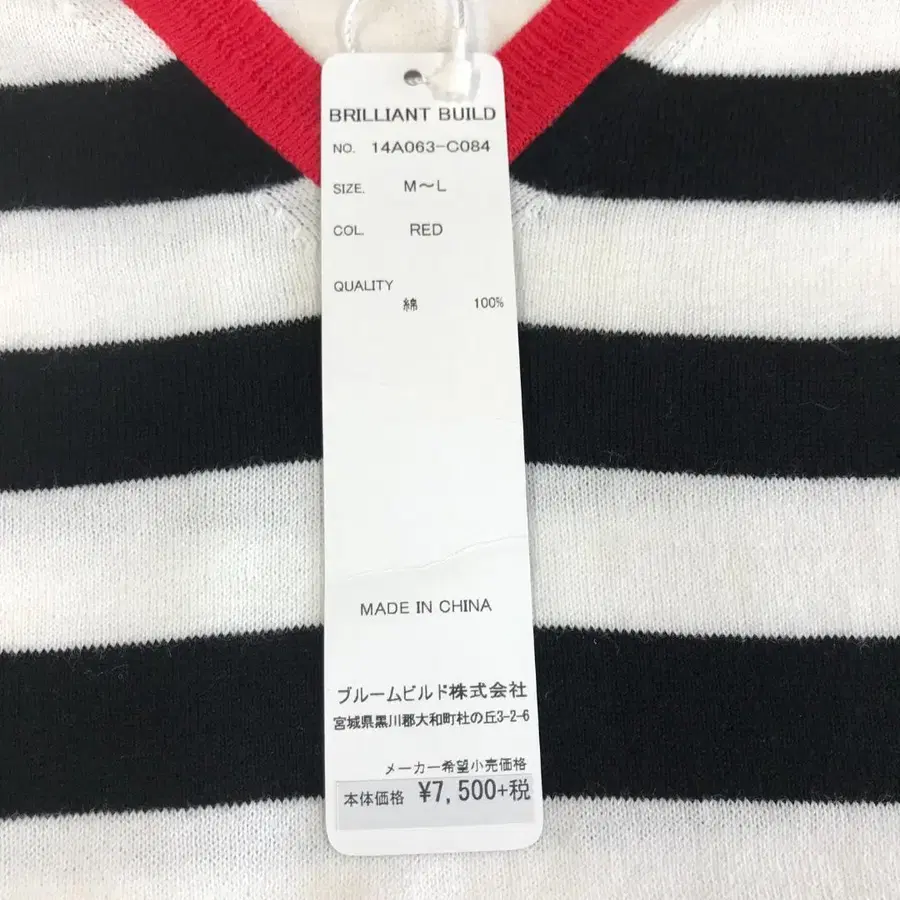 BRILLIANT BUILD
NO. 14A063-C084
SIZE. M～L
COL. RED
QUALITY
綿 100%
MADE IN CHINA
ブルームビルド株式会社
宮城県黒川郡大和町杜の丘3-2-6
メーカー希望小売価格
本体価格 ¥7,500+税